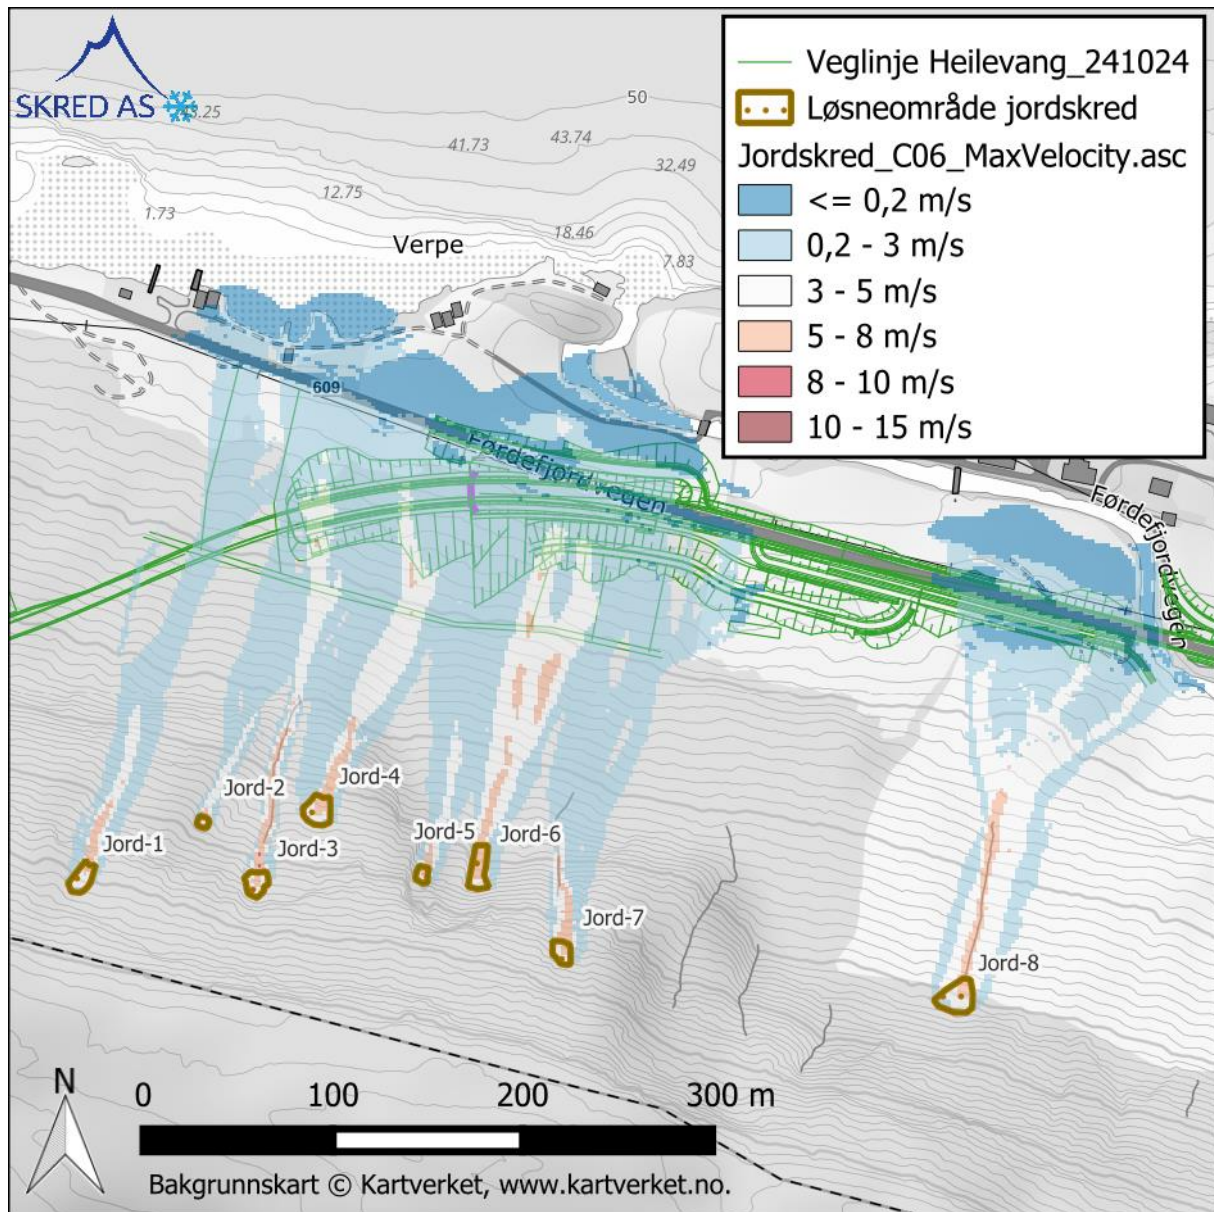 SKRED AS
Veglinje Heilevang_241024
Løsneområde jordskred
Jordskred_C06_MaxVelocity.asc
<= 0,2 m/s
0,2 - 3 m/s
3 - 5 m/s
5 - 8 m/s
8 - 10 m/s
10 - 15 m/s
50
43.74
41.73
32.49
12.75
1.73
18.46
7.83
Verpe
609
Førdefjordvegen
Førdefjordvegen
Jord-2
Jord-4
Jord-1
Jord-3
Jord-5
Jord-6
Jord-7
Jord-8
N
0 100 200 300 m
Bakgrunnskart © Kartverket, www.kartverket.no.